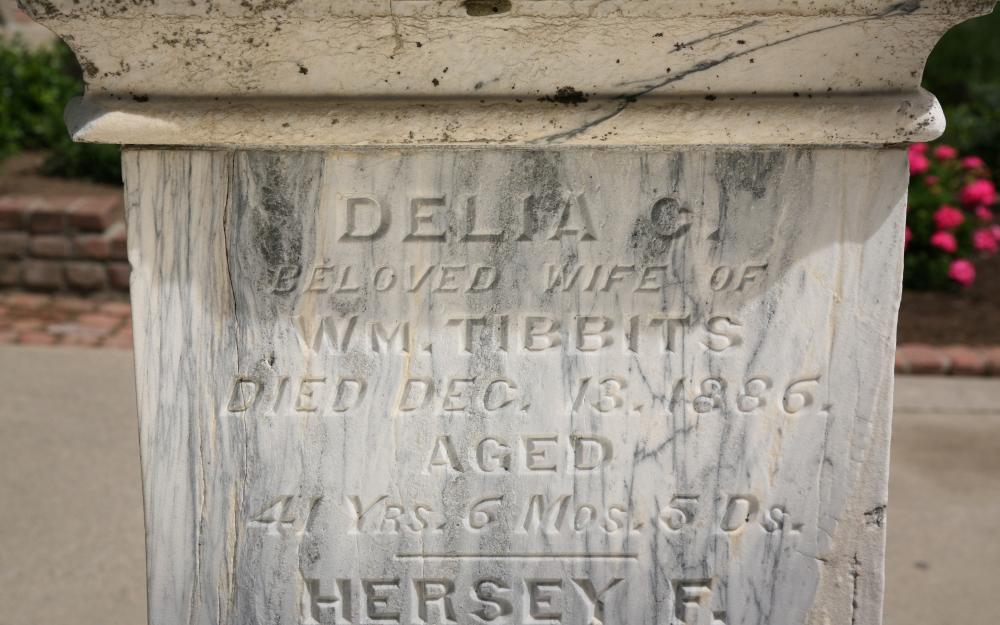 DELIA C.
BELOVED WIFE OF
WM. TIBBITS
DIED DEC. 13. 1886.
AGED
41 YRS. 6 MOS. 5 DS.
HERSEY F.